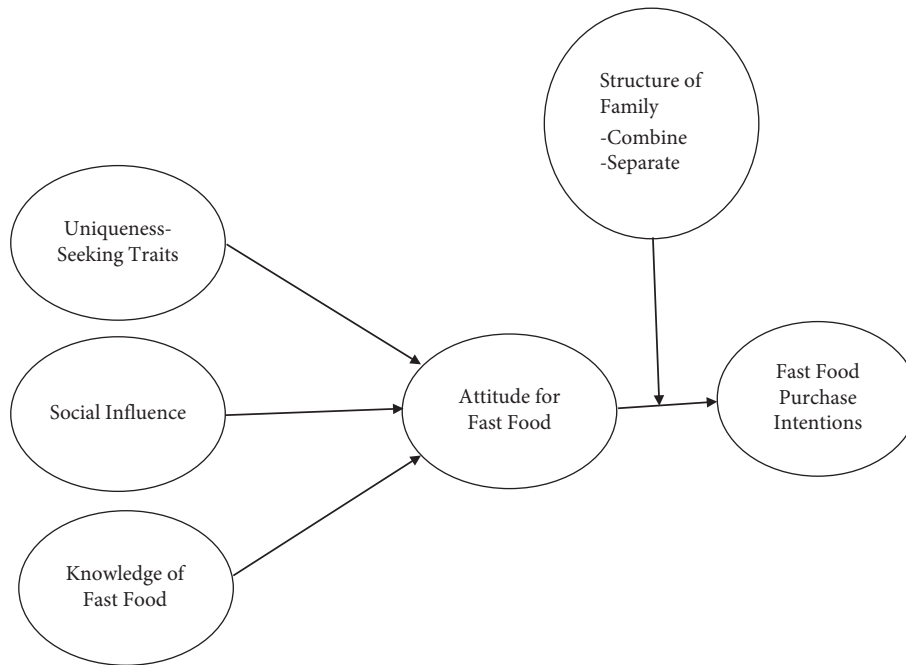 Structure of
Family
-Combine
-Separate
Uniqueness-
Seeking Traits
Social Influence
Knowledge of
Fast Food
Attitude for
Fast Food
Fast Food
Purchase
Intentions